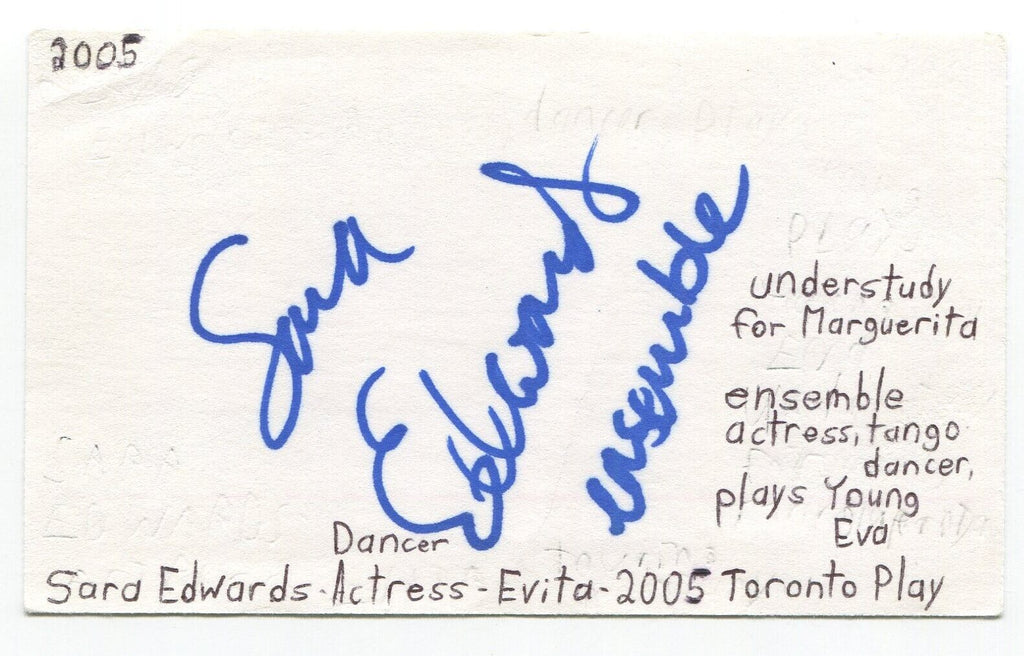 2005
Sara
Edwards
ensemble
understudy
for Marguerita
ensemble
actress, tango
dancer,
plays Young
Eva
Dancer
Sara Edwards-Actress-Evita-2005 Toronto Play